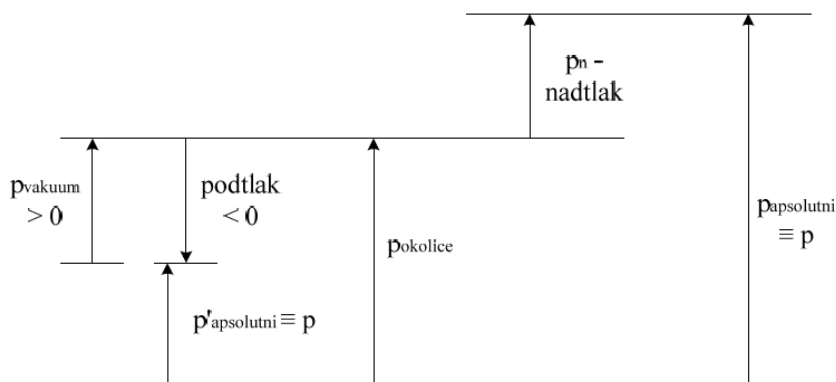 pn -
nadtlak
pvakuum
> 0
podtlak
< 0
papsolutni
≡ p
pokolice
p'apsolutni ≡ p